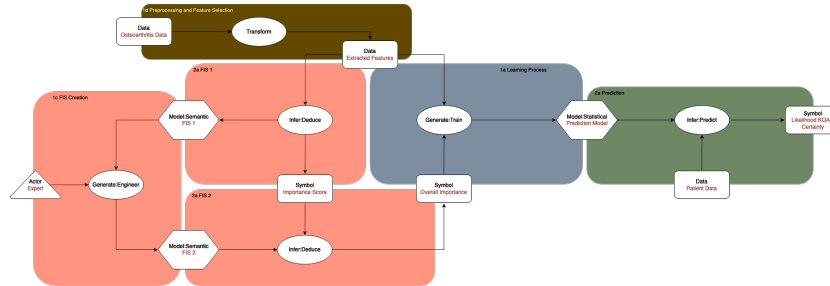 1d Preprocessing and Feature Selection
Data
Osteoarthritis Data
Transform
Data
Extracted Features
2a FIS 1
1a Learning Process
2a Prediction
1c FIS Creation
Model:Semantic
FIS 1
Infer:Deduce
Generate:Train
Model:Statistical
Prediction Model
Infer:Predict
Symbol
Likelihood KOA
Certainty
Actor
Expert
Generate:Engineer
Symbol
Importance Score
Symbol
Overall Importance
Data
Patient Data
2a FIS 2
Model:Semantic
FIS 2
Infer:Deduce